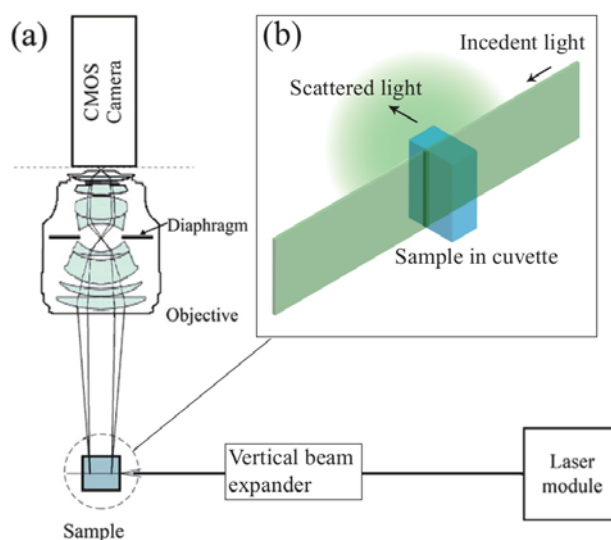 (a)
CMOS
Camera
Diaphragm
Objective
Sample
Vertical beam
expander
Laser
module
(b)
Incedent light
Scattered light
Sample in cuvette